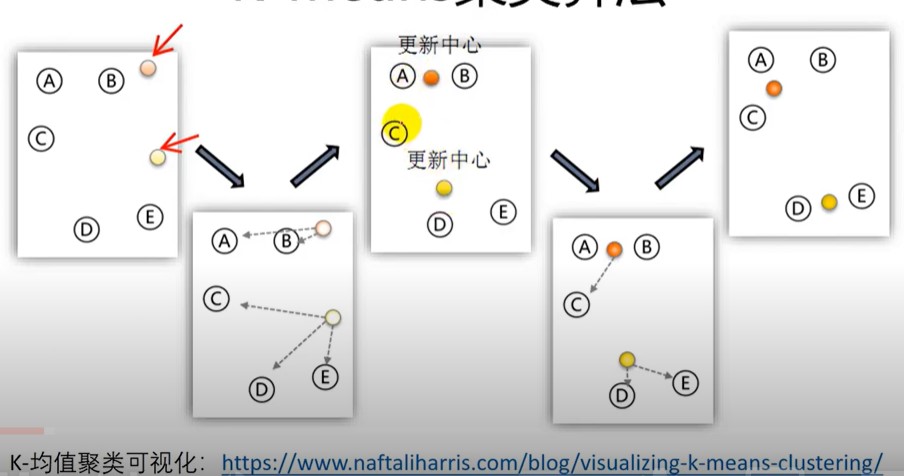 K-means聚类算法
A B
C
D E
A B
C
D E
更新中心
A B
C
更新中心
D E
A B
C
D E
A B
C
D E
K-均值聚类可视化：https://www.naftaliharris.com/blog/visualizing-k-means-clustering/